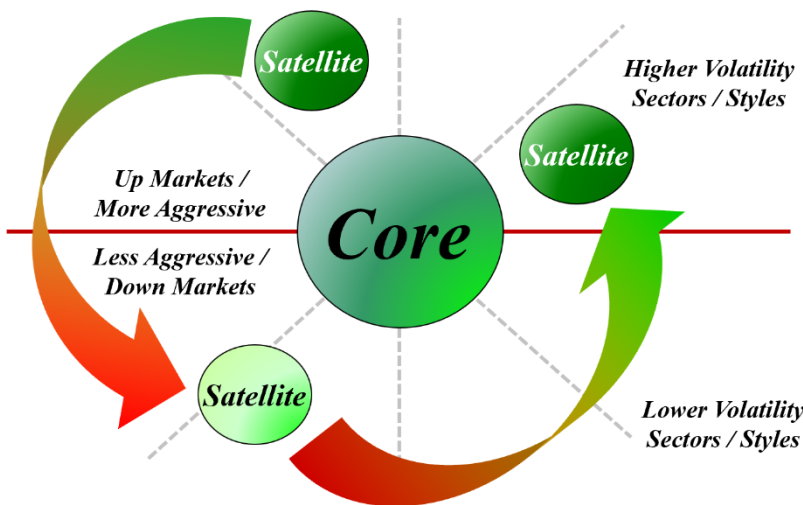 Satellite
Higher Volatility
Sectors / Styles
Satellite
Up Markets /
More Aggressive
Core
Less Aggressive /
Down Markets
Satellite
Lower Volatility
Sectors / Styles